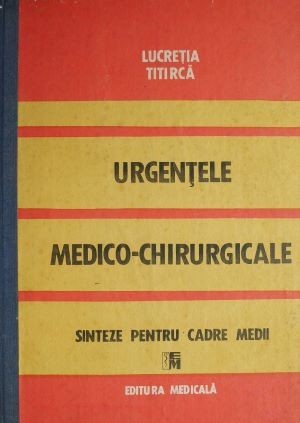 LUCREȚIA
TITIRCĂ
URGENȚELE
MEDICO-CHIRURGICALE
SINTEZE PENTRU CADRE MEDII
EM
EDITURA MEDICALĂ